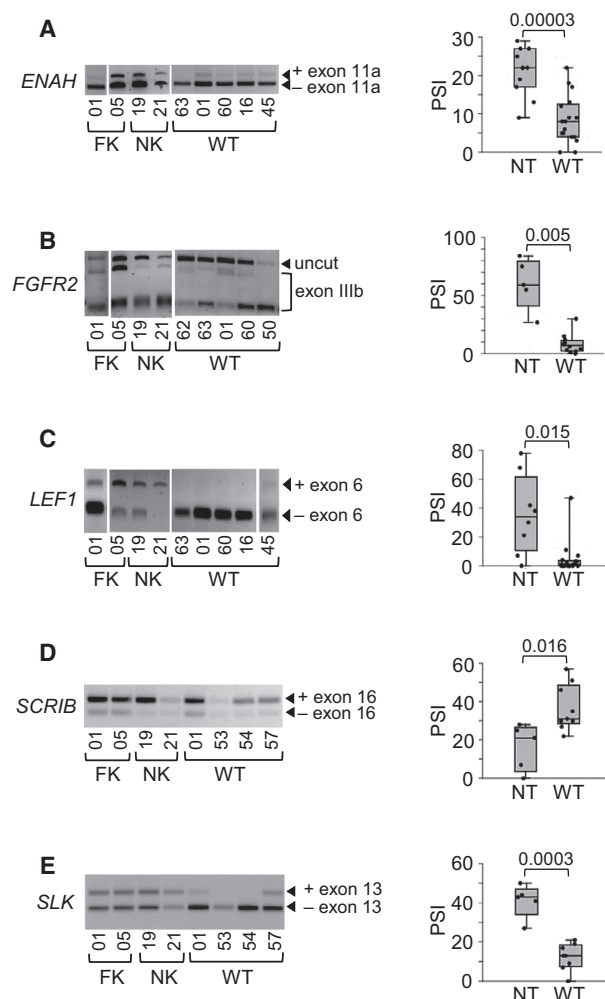 A
ENAH
+ exon 11a
– exon 11a
01 05 19 21 63 01 60 16 45
FK NK WT
0.00003
PSI
30
20
10
0
NT WT
B
FGFR2
uncut
exon IIIb
01 05 19 21 62 63 01 60 50
FK NK WT
0.005
PSI
100
50
0
NT WT
C
LEF1
+ exon 6
– exon 6
01 05 19 21 63 01 60 16 45
FK NK WT
0.015
PSI
80
60
40
20
0
NT WT
D
SCRIB
+ exon 16
– exon 16
01 05 19 21 01 53 54 57
FK NK WT
0.016
PSI
60
40
20
0
NT WT
E
SLK
+ exon 13
– exon 13
01 05 19 21 01 53 54 57
FK NK WT
0.0003
PSI
60
40
20
0
NT WT